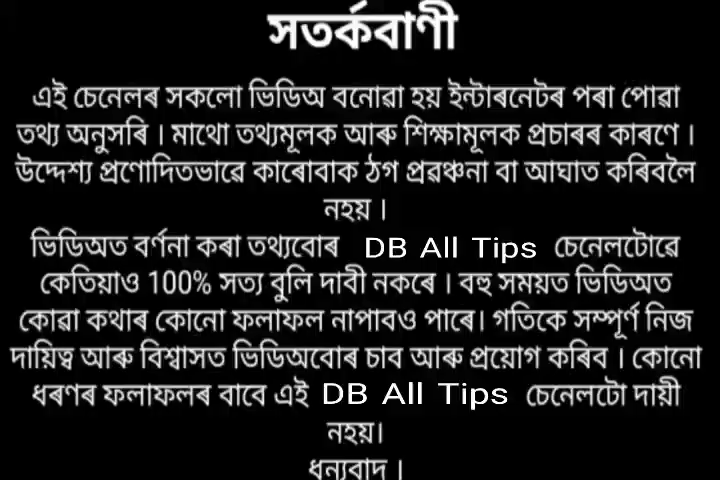 সতৰ্কবাণী
এই চেনেলৰ সকলো ভিডিঅ বনোৱা হয় ইন্টাৰনেটৰ পৰা পোৱা
তথ্য অনুসৰি । মাথো তথ্যমূলক আৰু শিক্ষামূলক প্ৰচাৰৰ কাৰণে ।
উদ্দেশ্য প্ৰণোদিতভাৱে কাৰোবাক ঠগ প্ৰৱঞ্চনা বা আঘাত কৰিবলৈ
নহয় ।
ভিডিঅত বৰ্ণনা কৰা তথ্যবোৰ DB All Tips চেনেলটোৱে
কেতিয়াও 100% সত্য বুলি দাবী নকৰে । বহু সময়ত ভিডিঅত
কোৱা কথাৰ কোনো ফলাফল নাপাবও পাৰে। গতিকে সম্পূৰ্ণ নিজ
দায়িত্ব আৰু বিশ্বাসত ভিডিঅবোৰ চাব আৰু প্ৰয়োগ কৰিব । কোনো
ধৰণৰ ফলাফলৰ বাবে এই DB All Tips চেনেলটো দায়ী
নহয়।
ধন্যবাদ ।